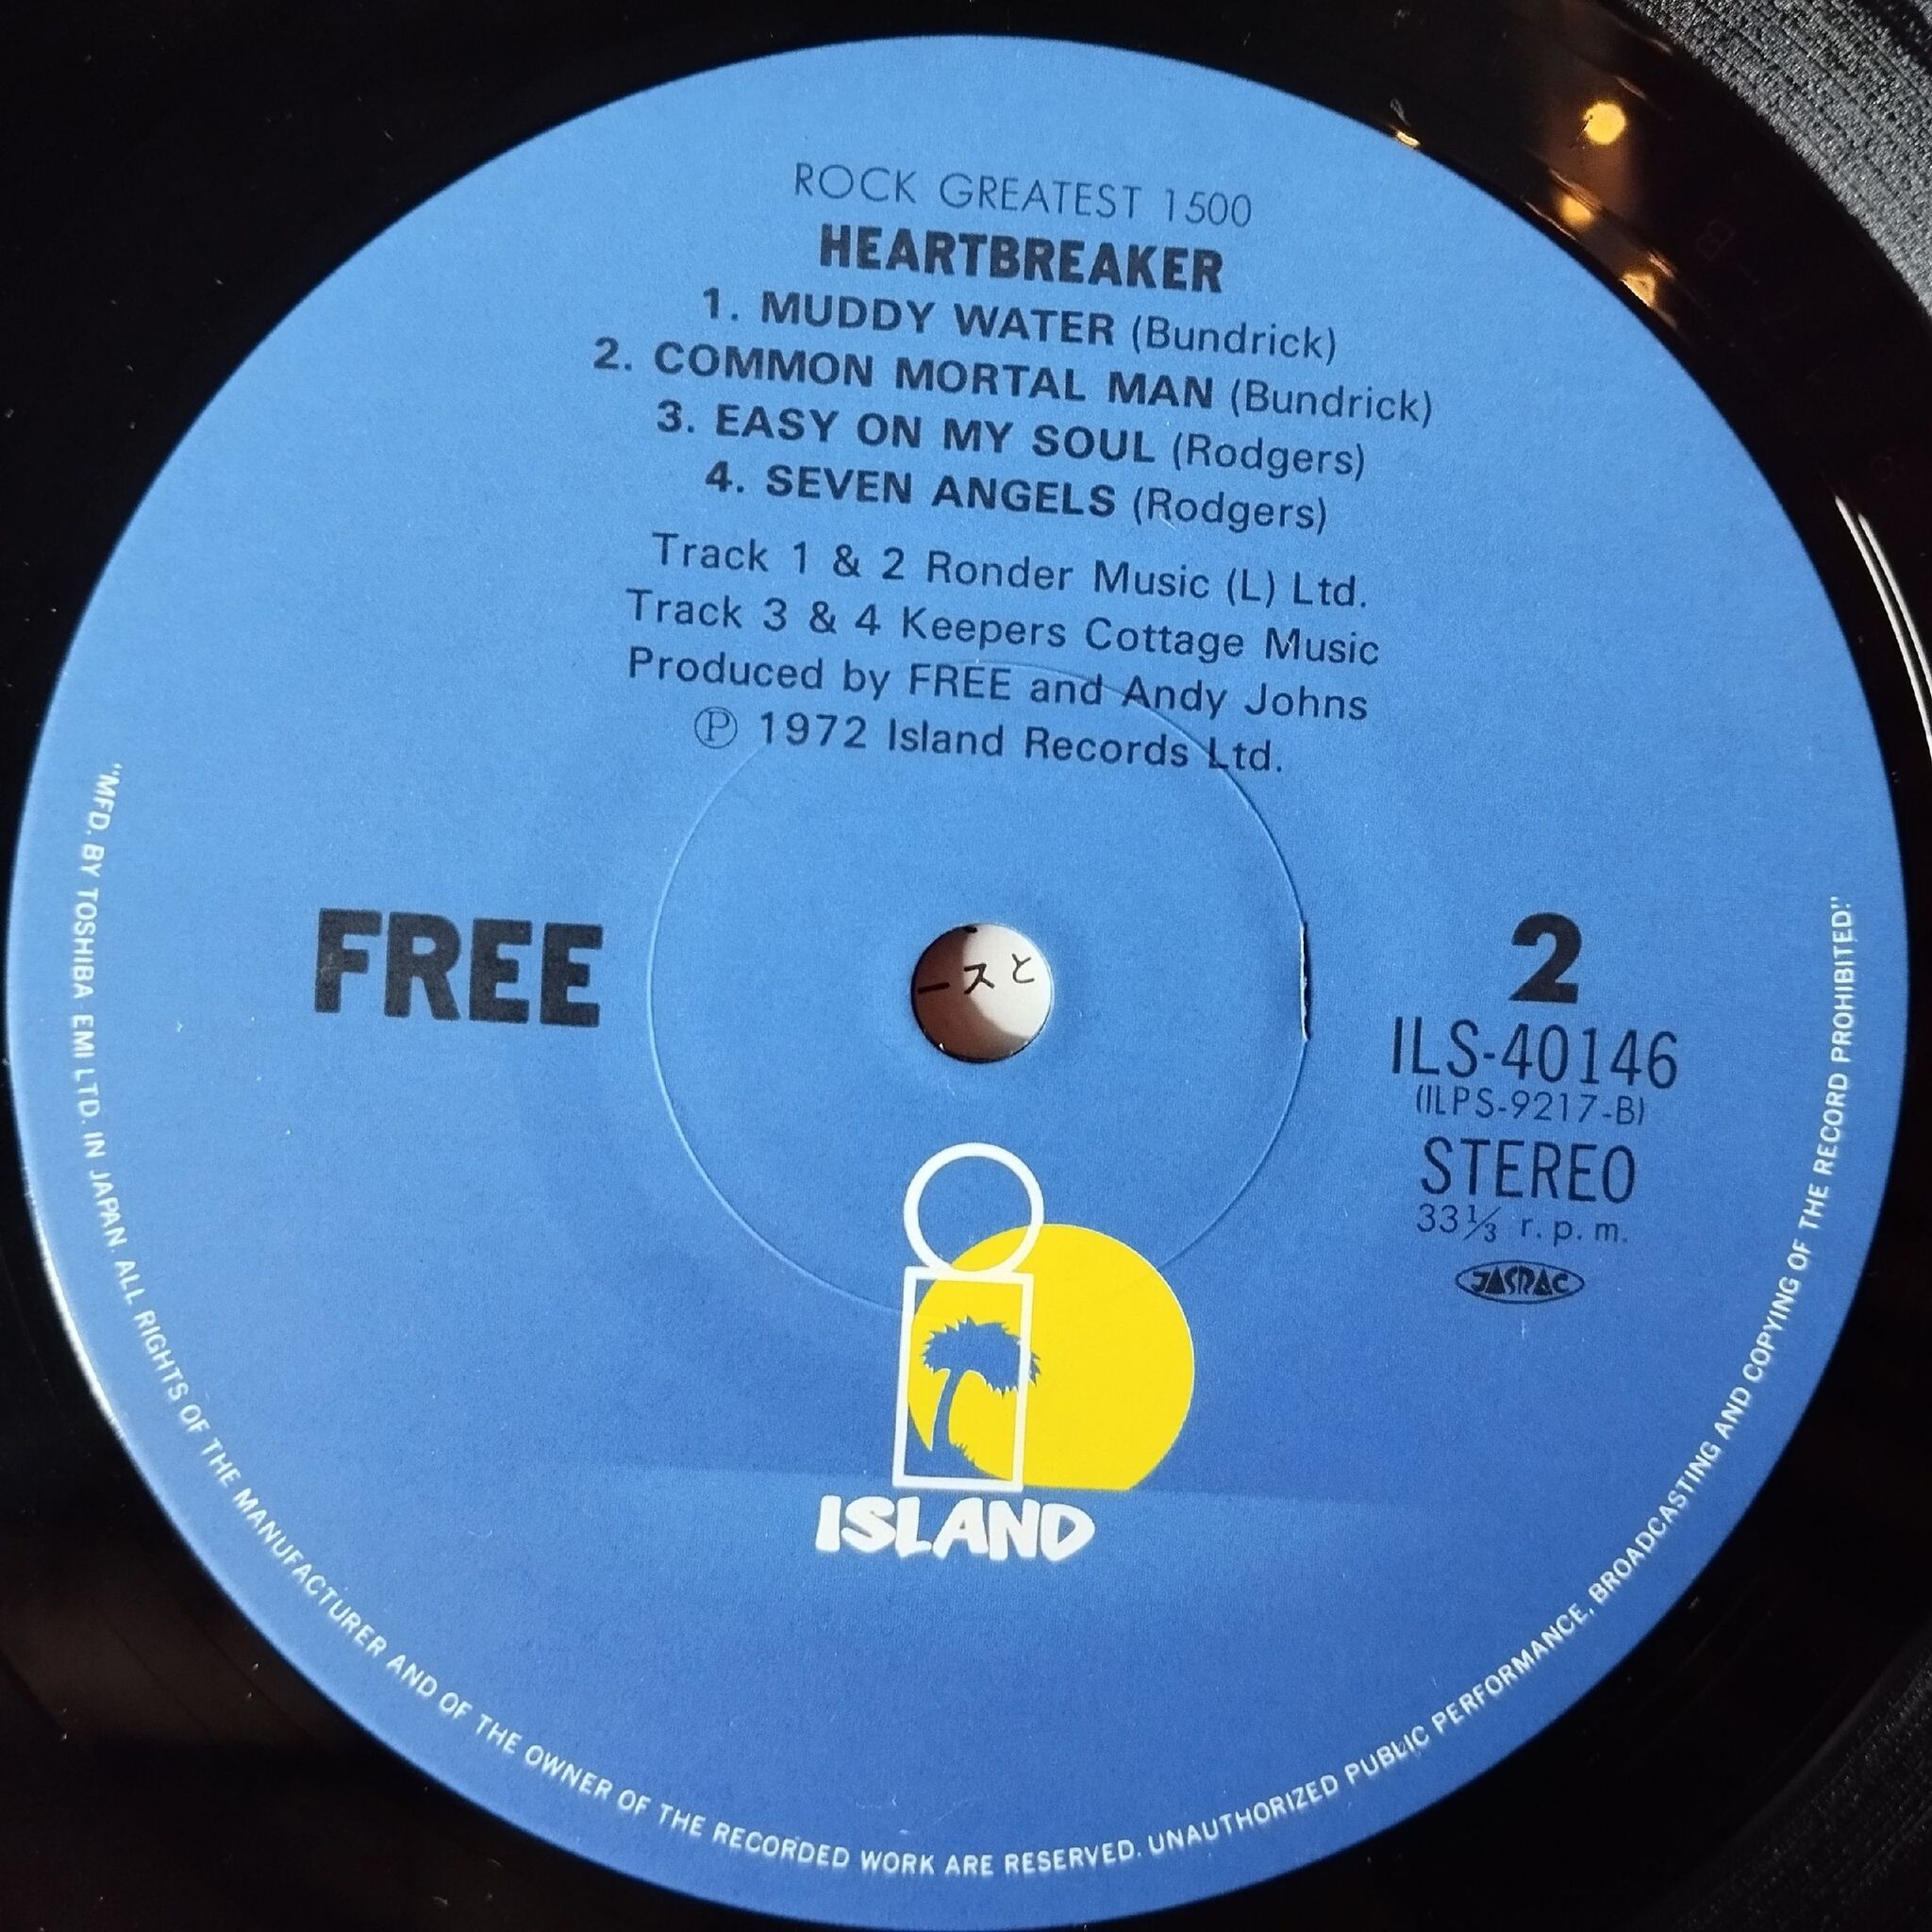 ROCK GREATEST 1500
HEARTBREAKER
1. MUDDY WATER (Bundrick)
2. COMMON MORTAL MAN (Bundrick)
3. EASY ON MY SOUL (Rodgers)
4. SEVEN ANGELS (Rodgers)
Track 1 & 2 Ronder Music (L) Ltd.
Track 3 & 4 Keepers Cottage Music
Produced by FREE and Andy Johns
Ⓟ 1972 Island Records Ltd.
FREE
ースと
2
ILS-40146
(ILPS-9217-B)
STEREO
33⅓ r.p.m.
JASRAC
ISLAND
"MFD. BY TOSHIBA EMI LTD. IN JAPAN. ALL RIGHTS OF THE MANUFACTURER AND OF THE OWNER OF THE RECORDED WORK ARE RESERVED. UNAUTHORIZED PUBLIC PERFORMANCE, BROADCASTING AND COPYING OF THE RECORD PROHIBITED."